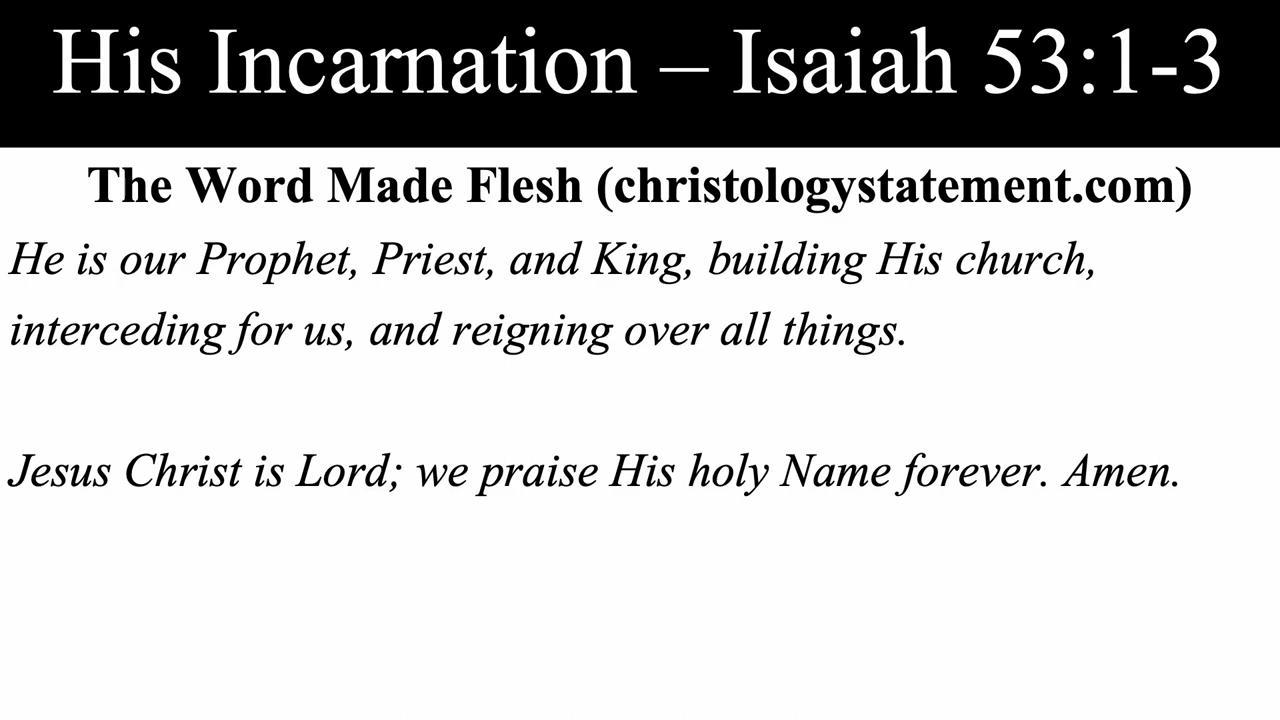 His Incarnation – Isaiah 53:1-3
The Word Made Flesh (christologystatement.com)
He is our Prophet, Priest, and King, building His church,
interceding for us, and reigning over all things.
Jesus Christ is Lord; we praise His holy Name forever. Amen.